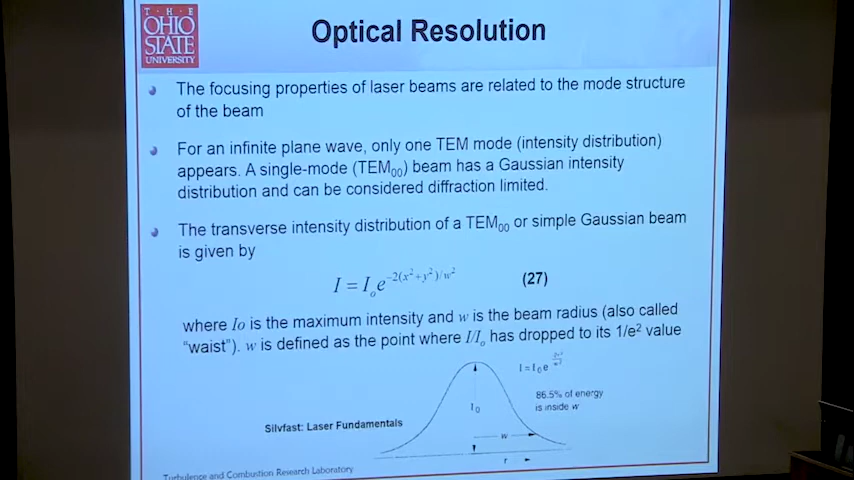 T · H · E
OHIO
STATE
UNIVERSITY
Optical Resolution
The focusing properties of laser beams are related to the mode structure
of the beam
For an infinite plane wave, only one TEM mode (intensity distribution)
appears. A single-mode (TEM₀₀) beam has a Gaussian intensity
distribution and can be considered diffraction limited.
The transverse intensity distribution of a TEM₀₀ or simple Gaussian beam
is given by
I = Iₒe^(-2(x²+y²)/w²) (27)
where Io is the maximum intensity and w is the beam radius (also called
“waist”). w is defined as the point where I/Iₒ has dropped to its 1/e² value
I = I₀e
86.5% of energy
is inside w
I₀
Silvfast: Laser Fundamentals
w
r
Turbulence and Combustion Research Laboratory